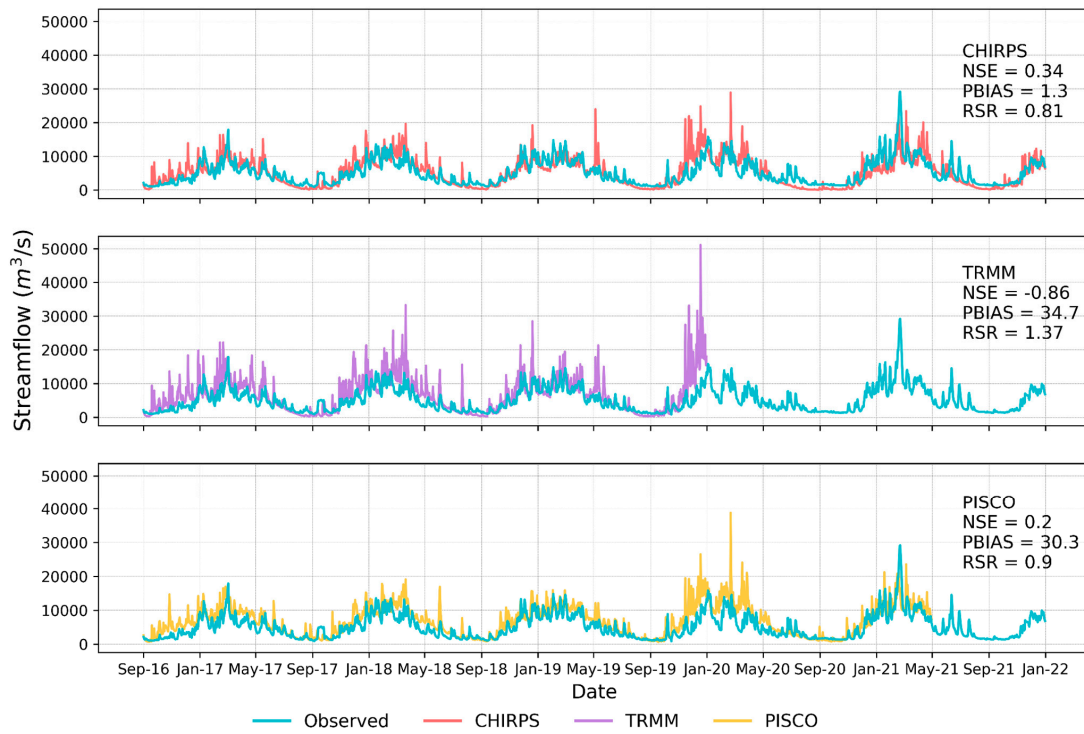 50000
40000
30000
20000
10000
0
CHIRPS
NSE = 0.34
PBIAS = 1.3
RSR = 0.81
50000
40000
30000
20000
10000
0
TRMM
NSE = -0.86
PBIAS = 34.7
RSR = 1.37
Streamflow (m³/s)
50000
40000
30000
20000
10000
0
PISCO
NSE = 0.2
PBIAS = 30.3
RSR = 0.9
Sep-16 Jan-17 May-17 Sep-17 Jan-18 May-18 Sep-18 Jan-19 May-19 Sep-19 Jan-20 May-20 Sep-20 Jan-21 May-21 Sep-21 Jan-22
Date
Observed CHIRPS TRMM PISCO